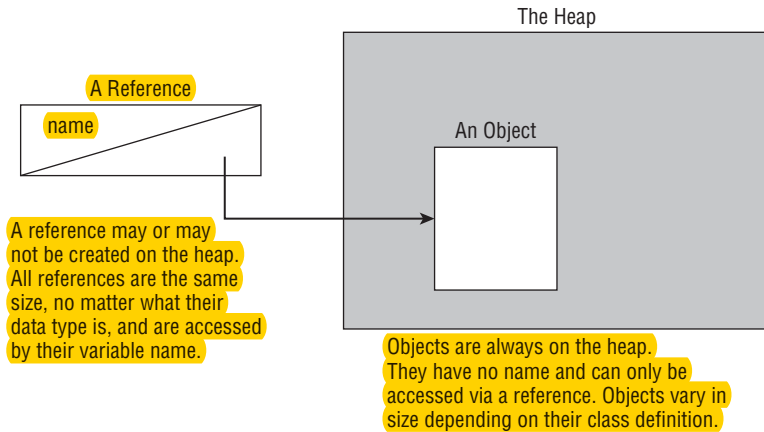 The Heap
A Reference
name
An Object
A reference may or may
not be created on the heap.
All references are the same
size, no matter what their
data type is, and are accessed
by their variable name.
Objects are always on the heap.
They have no name and can only be
accessed via a reference. Objects vary in
size depending on their class definition.